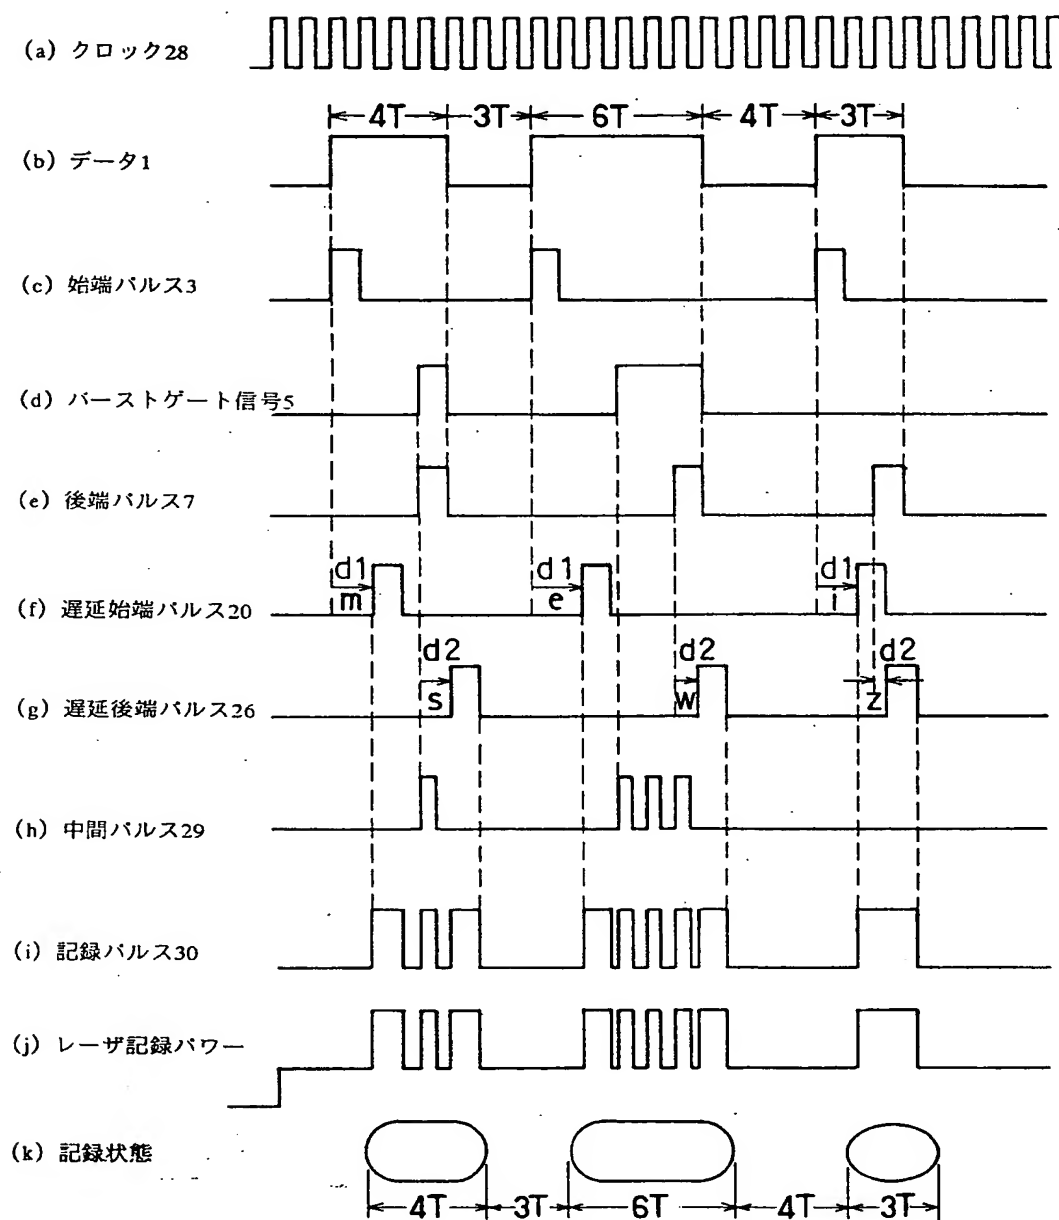 (a) クロック28
4T 3T 6T 4T 3T
(b) データ1
(c) 始端パルス3
(d) バーストゲート信号5
(e) 後端パルス7
d1 d1 d1
m e i
(f) 遅延始端パルス20
d2 d2 d2
s w z
(g) 遅延後端パルス26
(h) 中間パルス29
(i) 記録パルス30
(j) レーザ記録パワー
(k) 記録状態
4T 3T 6T 4T 3T